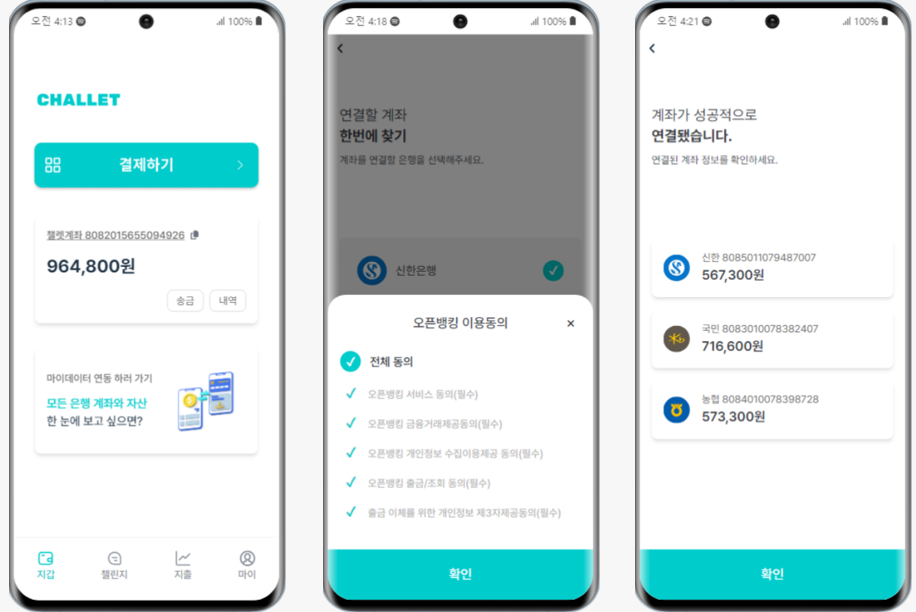 오전 4:13
100%
CHALLET
결제하기
챌렛계좌 8082015655094926
964,800원
송금
내역
마이데이터 연동 하러 가기
모든 은행 계좌와 자산
한 눈에 보고 싶으면?
지갑
챌린지
지출
마이
오전 4:18
100%
연결할 계좌
한번에 찾기
계좌를 연결할 은행을 선택해주세요.
신한은행
오픈뱅킹 이용동의
전체 동의
오픈뱅킹 서비스 동의(필수)
오픈뱅킹 금융거래제공동의(필수)
오픈뱅킹 개인정보 수집이용제공 동의(필수)
오픈뱅킹 출금/조회 동의(필수)
출금 이체를 위한 개인정보 제3자제공동의(필수)
확인
오전 4:21
100%
계좌가 성공적으로
연결됐습니다.
연결된 계좌 정보를 확인하세요.
신한 8085011079487007
567,300원
국민 8083010078382407
716,600원
농협 8084010078398728
573,300원
확인